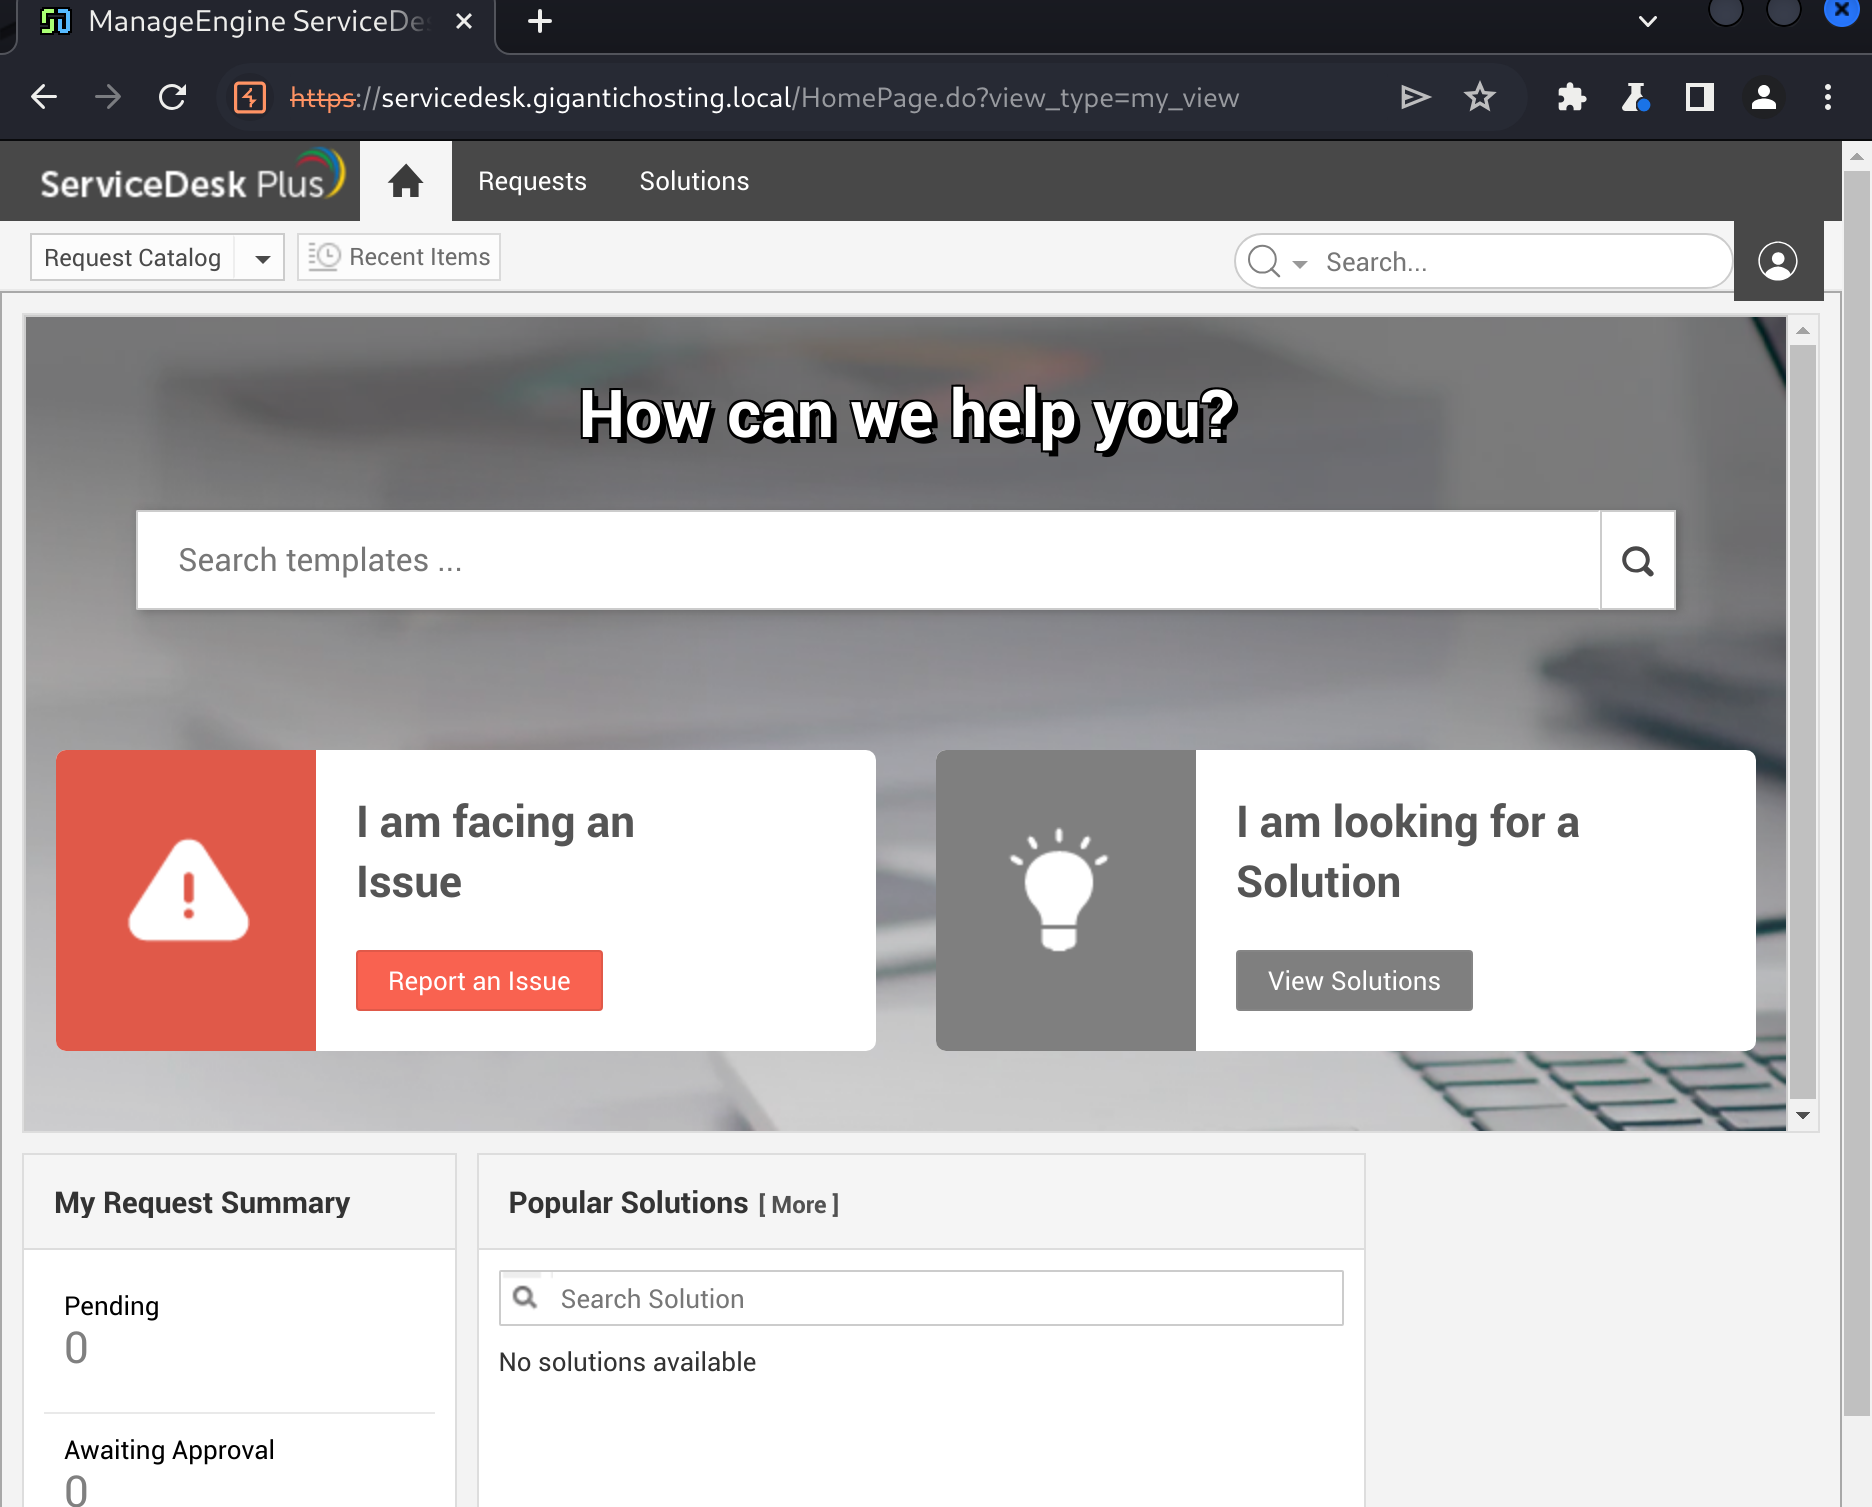 ManageEngine ServiceDes
https://servicedesk.gigantichosting.local/HomePage.do?view_type=my_view
ServiceDesk Plus
Requests
Solutions
Request Catalog
Recent Items
Search...
How can we help you?
Search templates ...
I am facing an
Issue
Report an Issue
I am looking for a
Solution
View Solutions
My Request Summary
Pending
0
Awaiting Approval
0
Popular Solutions [ More ]
Search Solution
No solutions available